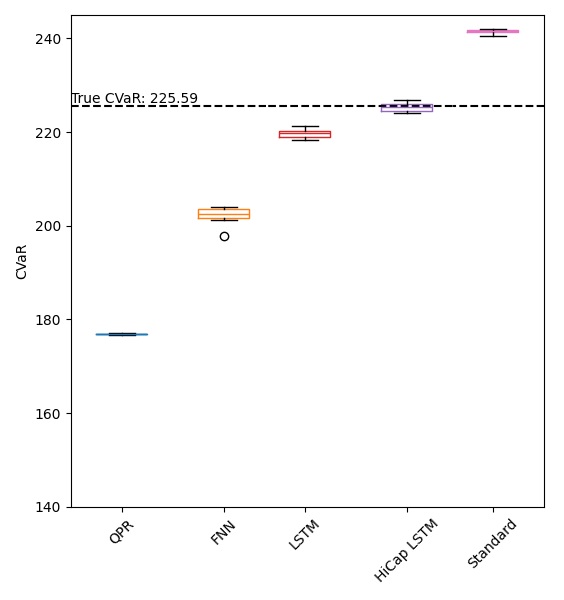 240
True CVaR: 225.59
220
200
CVaR
180
160
140
QPR
FNN
LSTM
HiCap LSTM
Standard